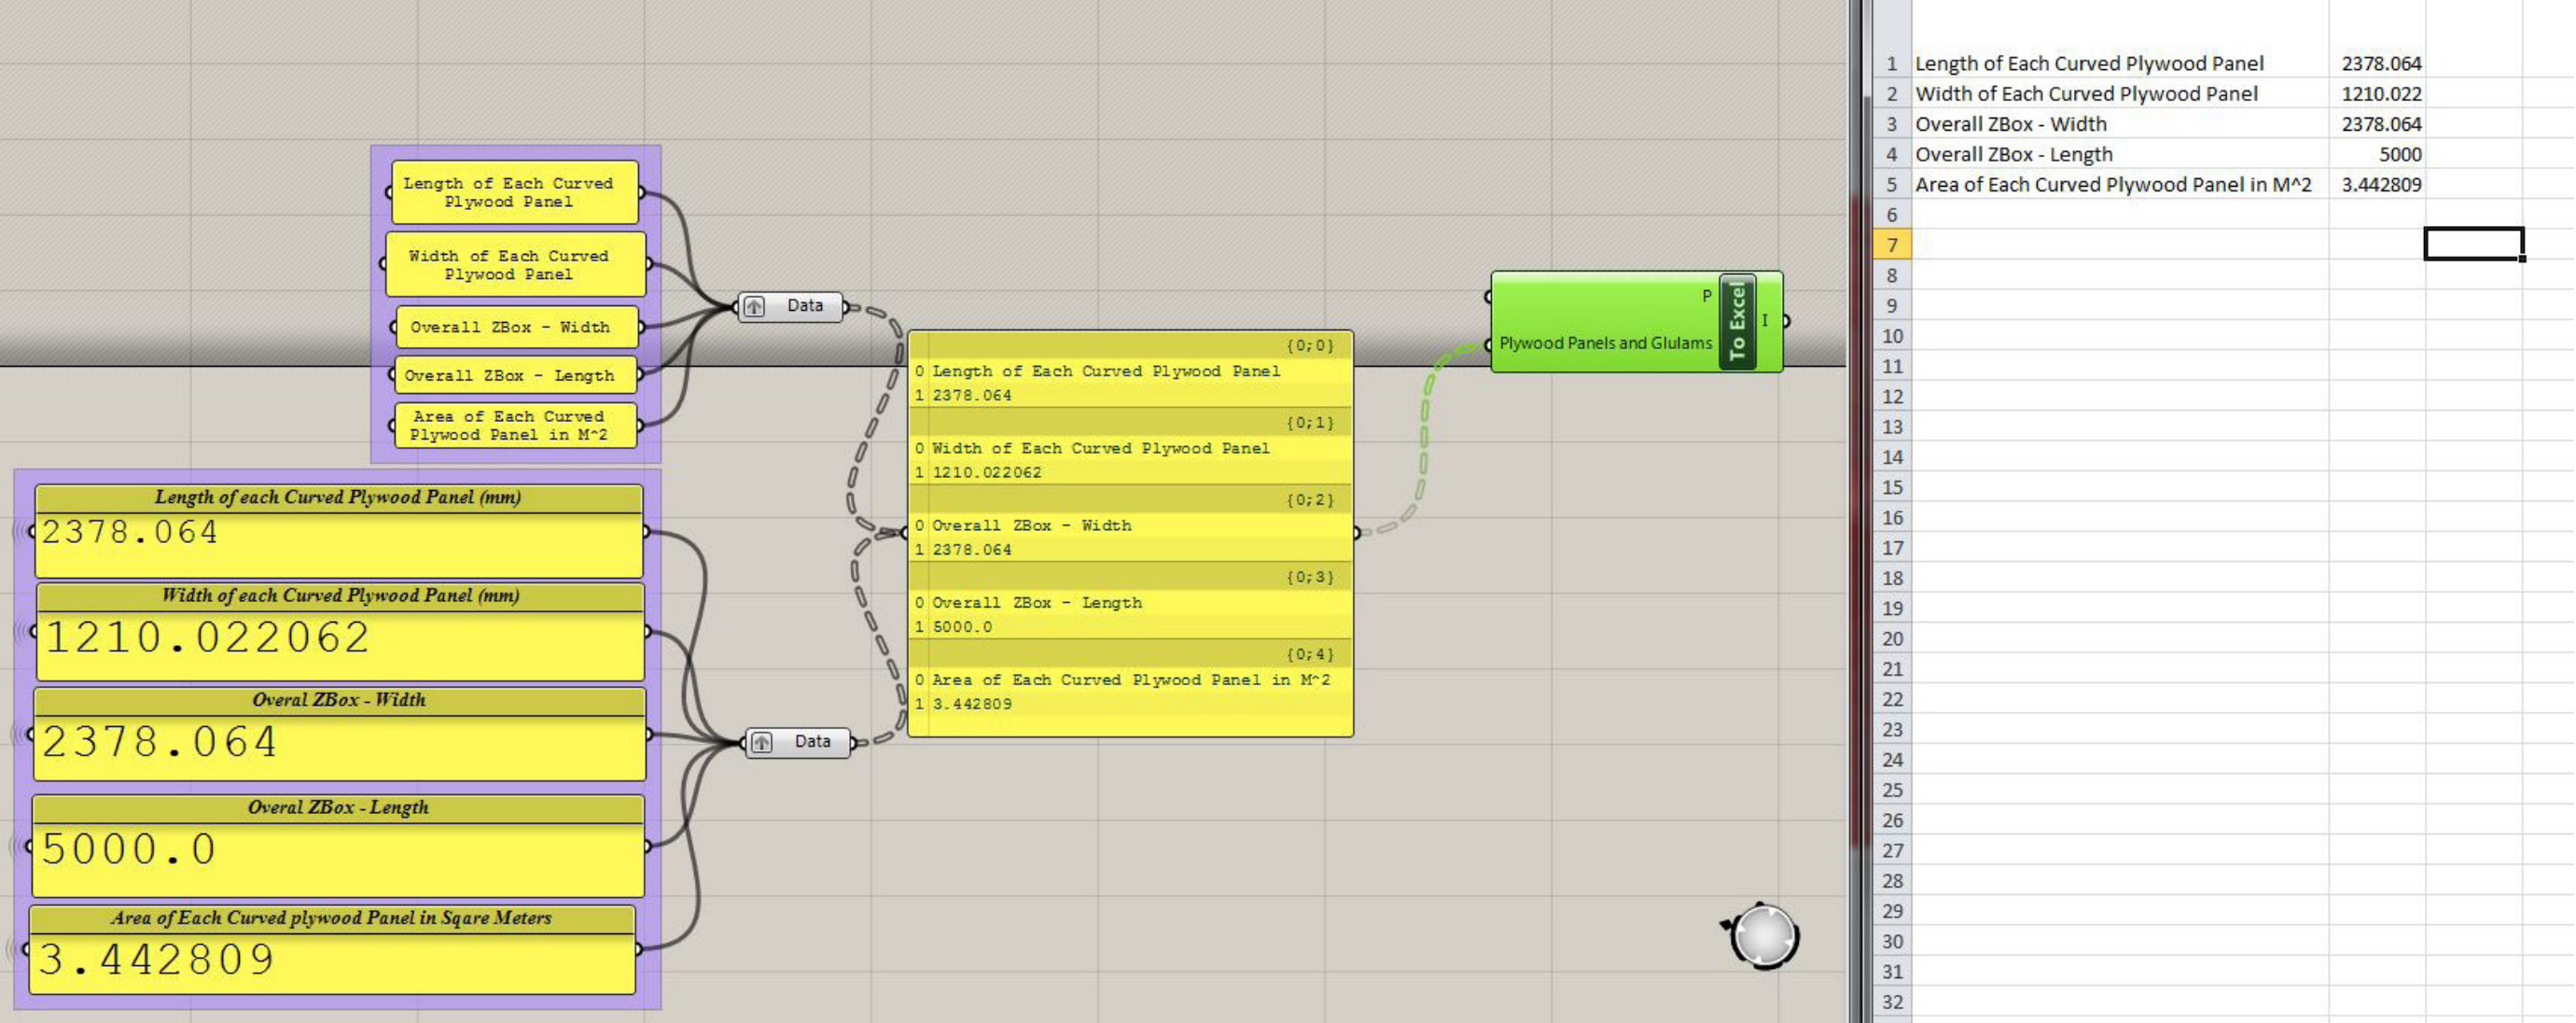 Length of Each Curved
Plywood Panel
Width of Each Curved
Plywood Panel
Overall ZBox - Width
Overall ZBox - Length
Area of Each Curved
Plywood Panel in M^2
Data
Length of each Curved Plywood Panel (mm)
2378.064
Width of each Curved Plywood Panel (mm)
1210.022062
Overal ZBox - Width
2378.064
Overal ZBox - Length
5000.0
Area of Each Curved plywood Panel in Sqare Meters
3.442809
Data
{0;0}
0 Length of Each Curved Plywood Panel
1 2378.064
{0;1}
0 Width of Each Curved Plywood Panel
1 1210.022062
{0;2}
0 Overall ZBox - Width
1 2378.064
{0;3}
0 Overall ZBox - Length
1 5000.0
{0;4}
0 Area of Each Curved Plywood Panel in M^2
1 3.442809
P
Plywood Panels and Glulams
To Excel
I
1 Length of Each Curved Plywood Panel 2378.064
2 Width of Each Curved Plywood Panel 1210.022
3 Overall ZBox - Width 2378.064
4 Overall ZBox - Length 5000
5 Area of Each Curved Plywood Panel in M^2 3.442809
6
7
8
9
10
11
12
13
14
15
16
17
18
19
20
21
22
23
24
25
26
27
28
29
30
31
32